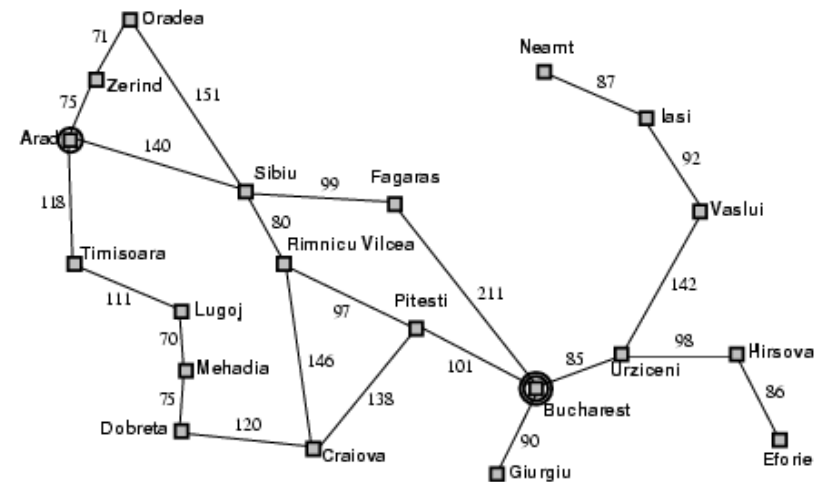 Oradea
71
Neamt
Zerind
87
75
151
Iasi
Arad
140
92
Sibiu
Fagaras
99
118
Vaslui
80
Timisoara
Rimnicu Vilcea
142
111
211
Lugoj
97
Pitesti
70
98
Hirsova
146
101
85
Urziceni
Mehadia
75
138
86
Bucharest
120
Dobreta
90
Craiova
Eforie
Giurgiu